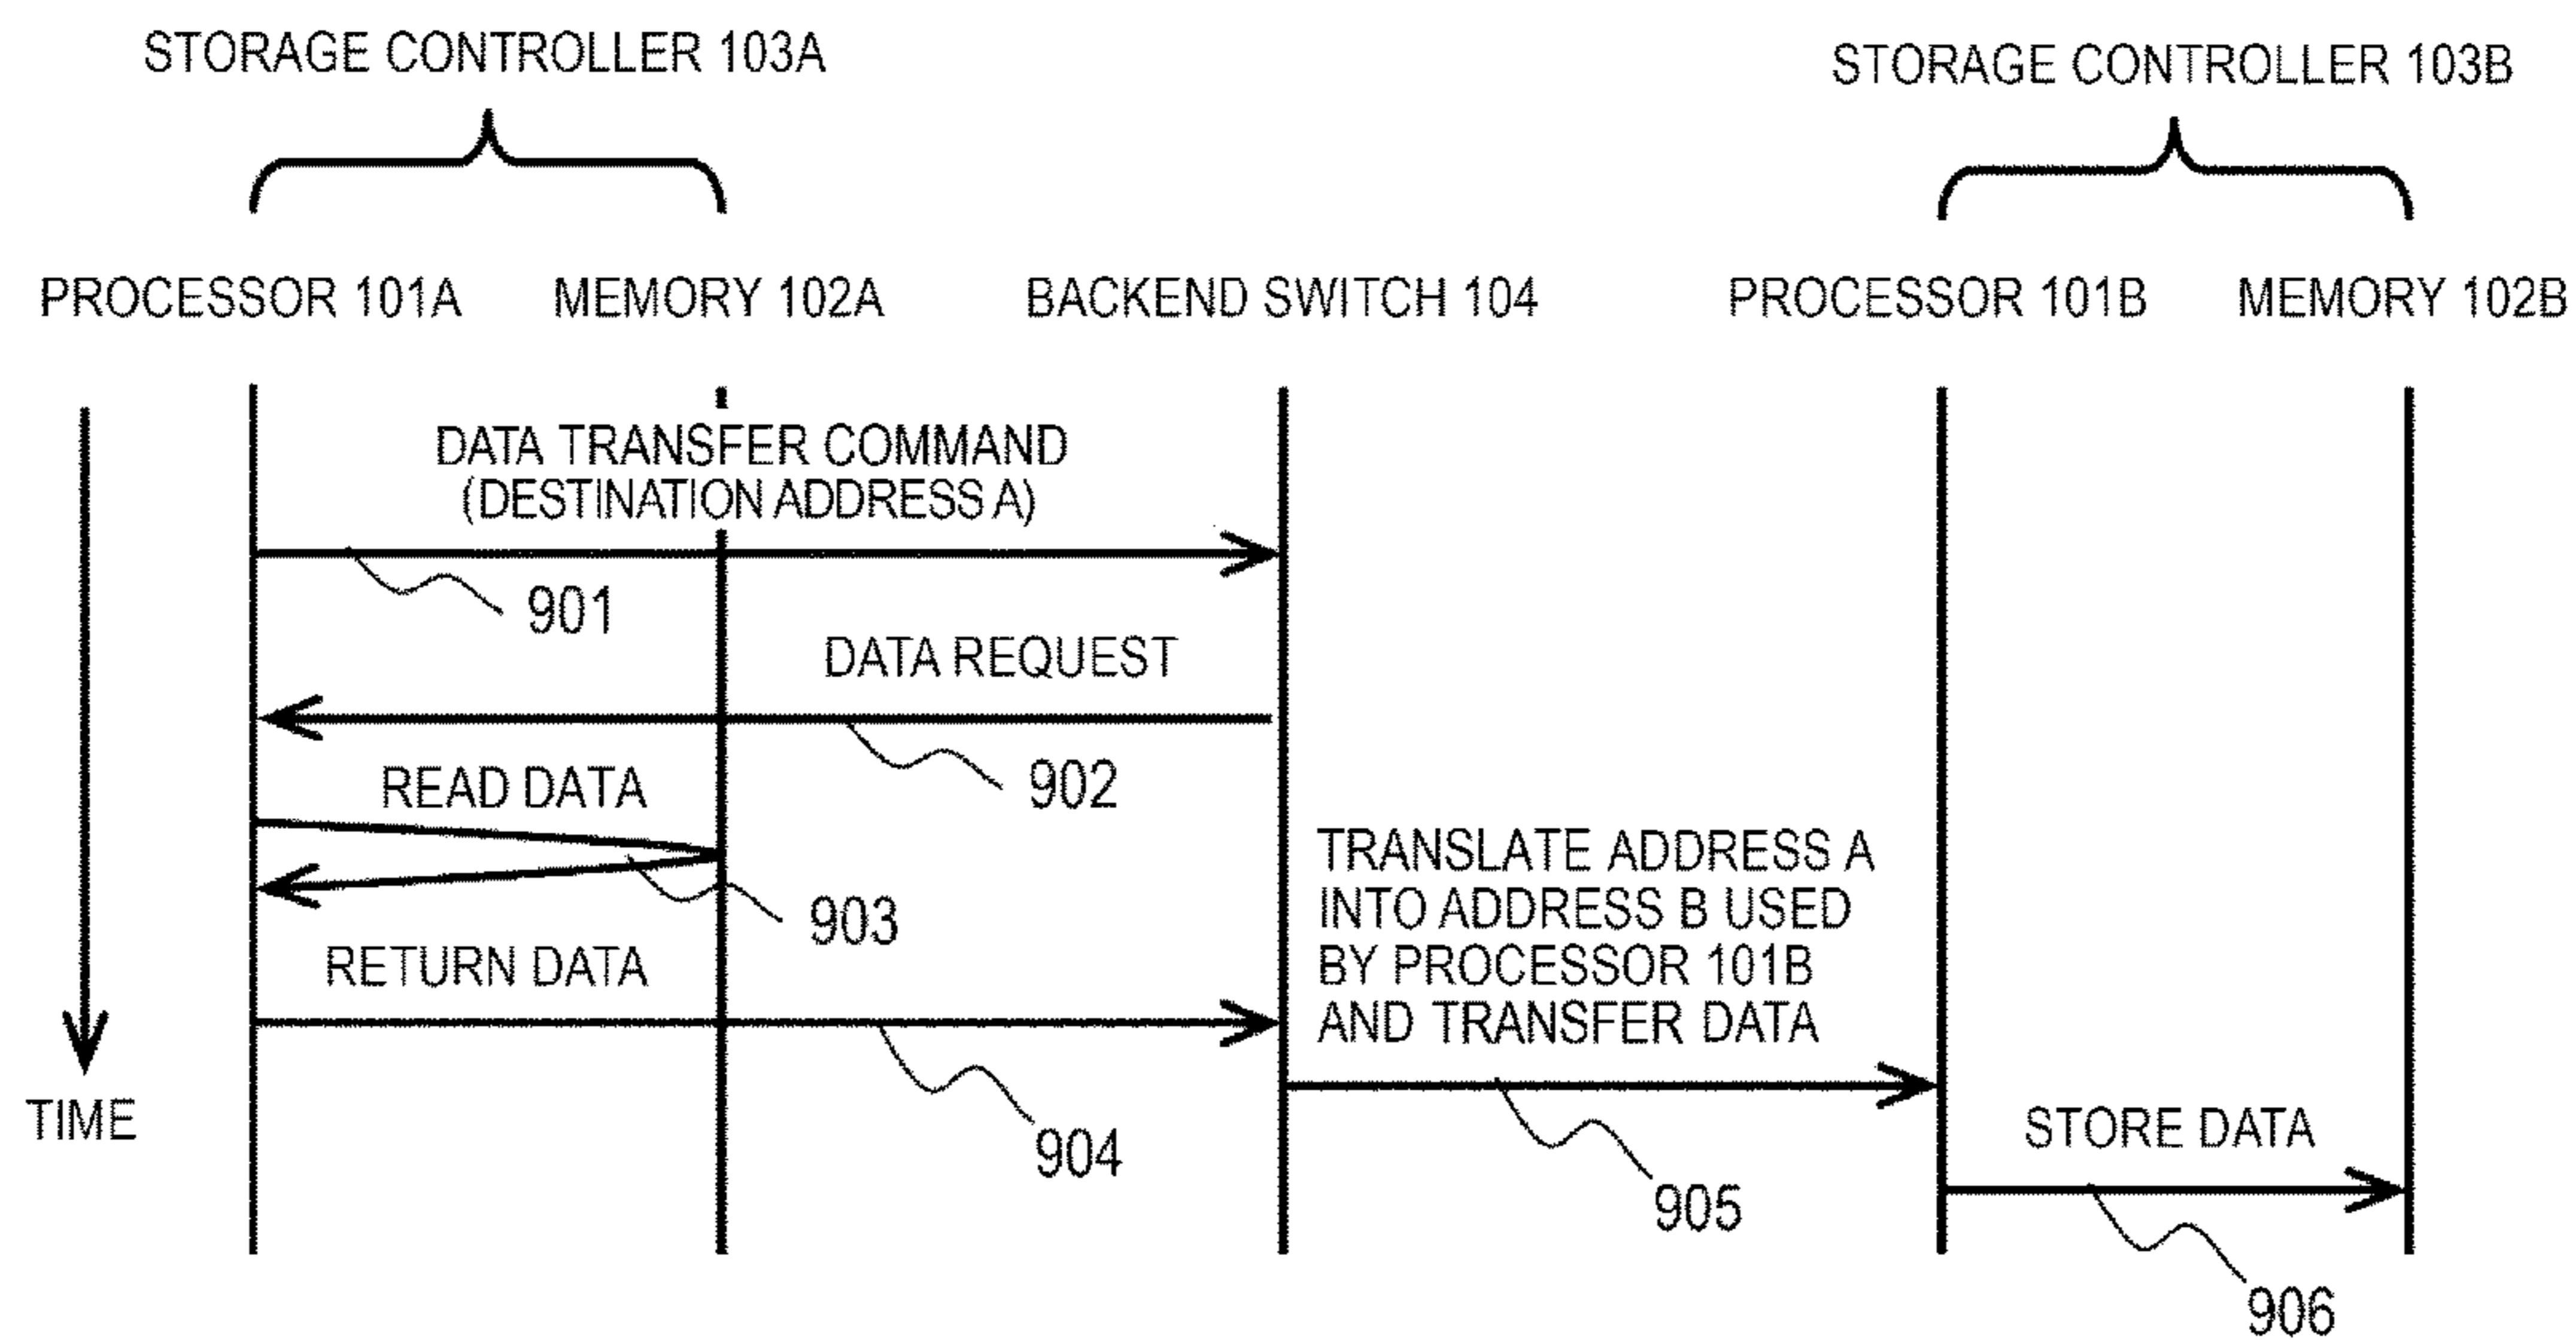 STORAGE CONTROLLER 103A
STORAGE CONTROLLER 103B
PROCESSOR 101A
MEMORY 102A
BACKEND SWITCH 104
PROCESSOR 101B
MEMORY 102B
DATA TRANSFER COMMAND
(DESTINATION ADDRESS A)
901
DATA REQUEST
902
READ DATA
903
RETURN DATA
904
TRANSLATE ADDRESS A
INTO ADDRESS B USED
BY PROCESSOR 101B
AND TRANSFER DATA
905
STORE DATA
906
TIME